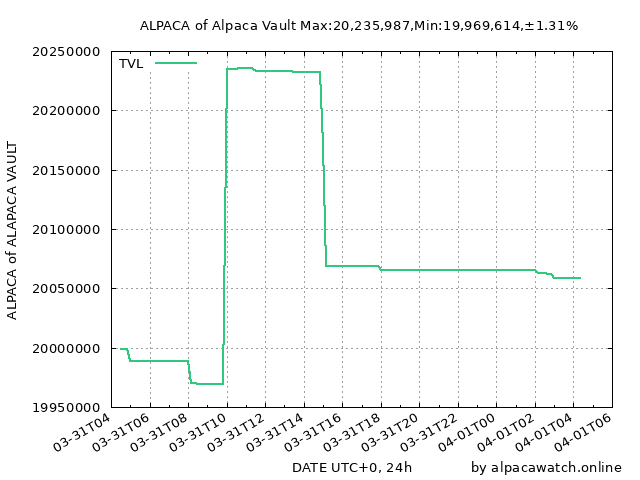 ALPACA of Alpaca Vault Max:20,235,987,Min:19,969,614,±1.31%
TVL
ALPACA of ALAPACA VAULT
20250000
20200000
20150000
20100000
20050000
20000000
19950000
03-31T04
03-31T06
03-31T08
03-31T10
03-31T12
03-31T14
03-31T16
03-31T18
03-31T20
03-31T22
04-01T00
04-01T02
04-01T04
04-01T06
DATE UTC+0, 24h
by alpacawatch.online